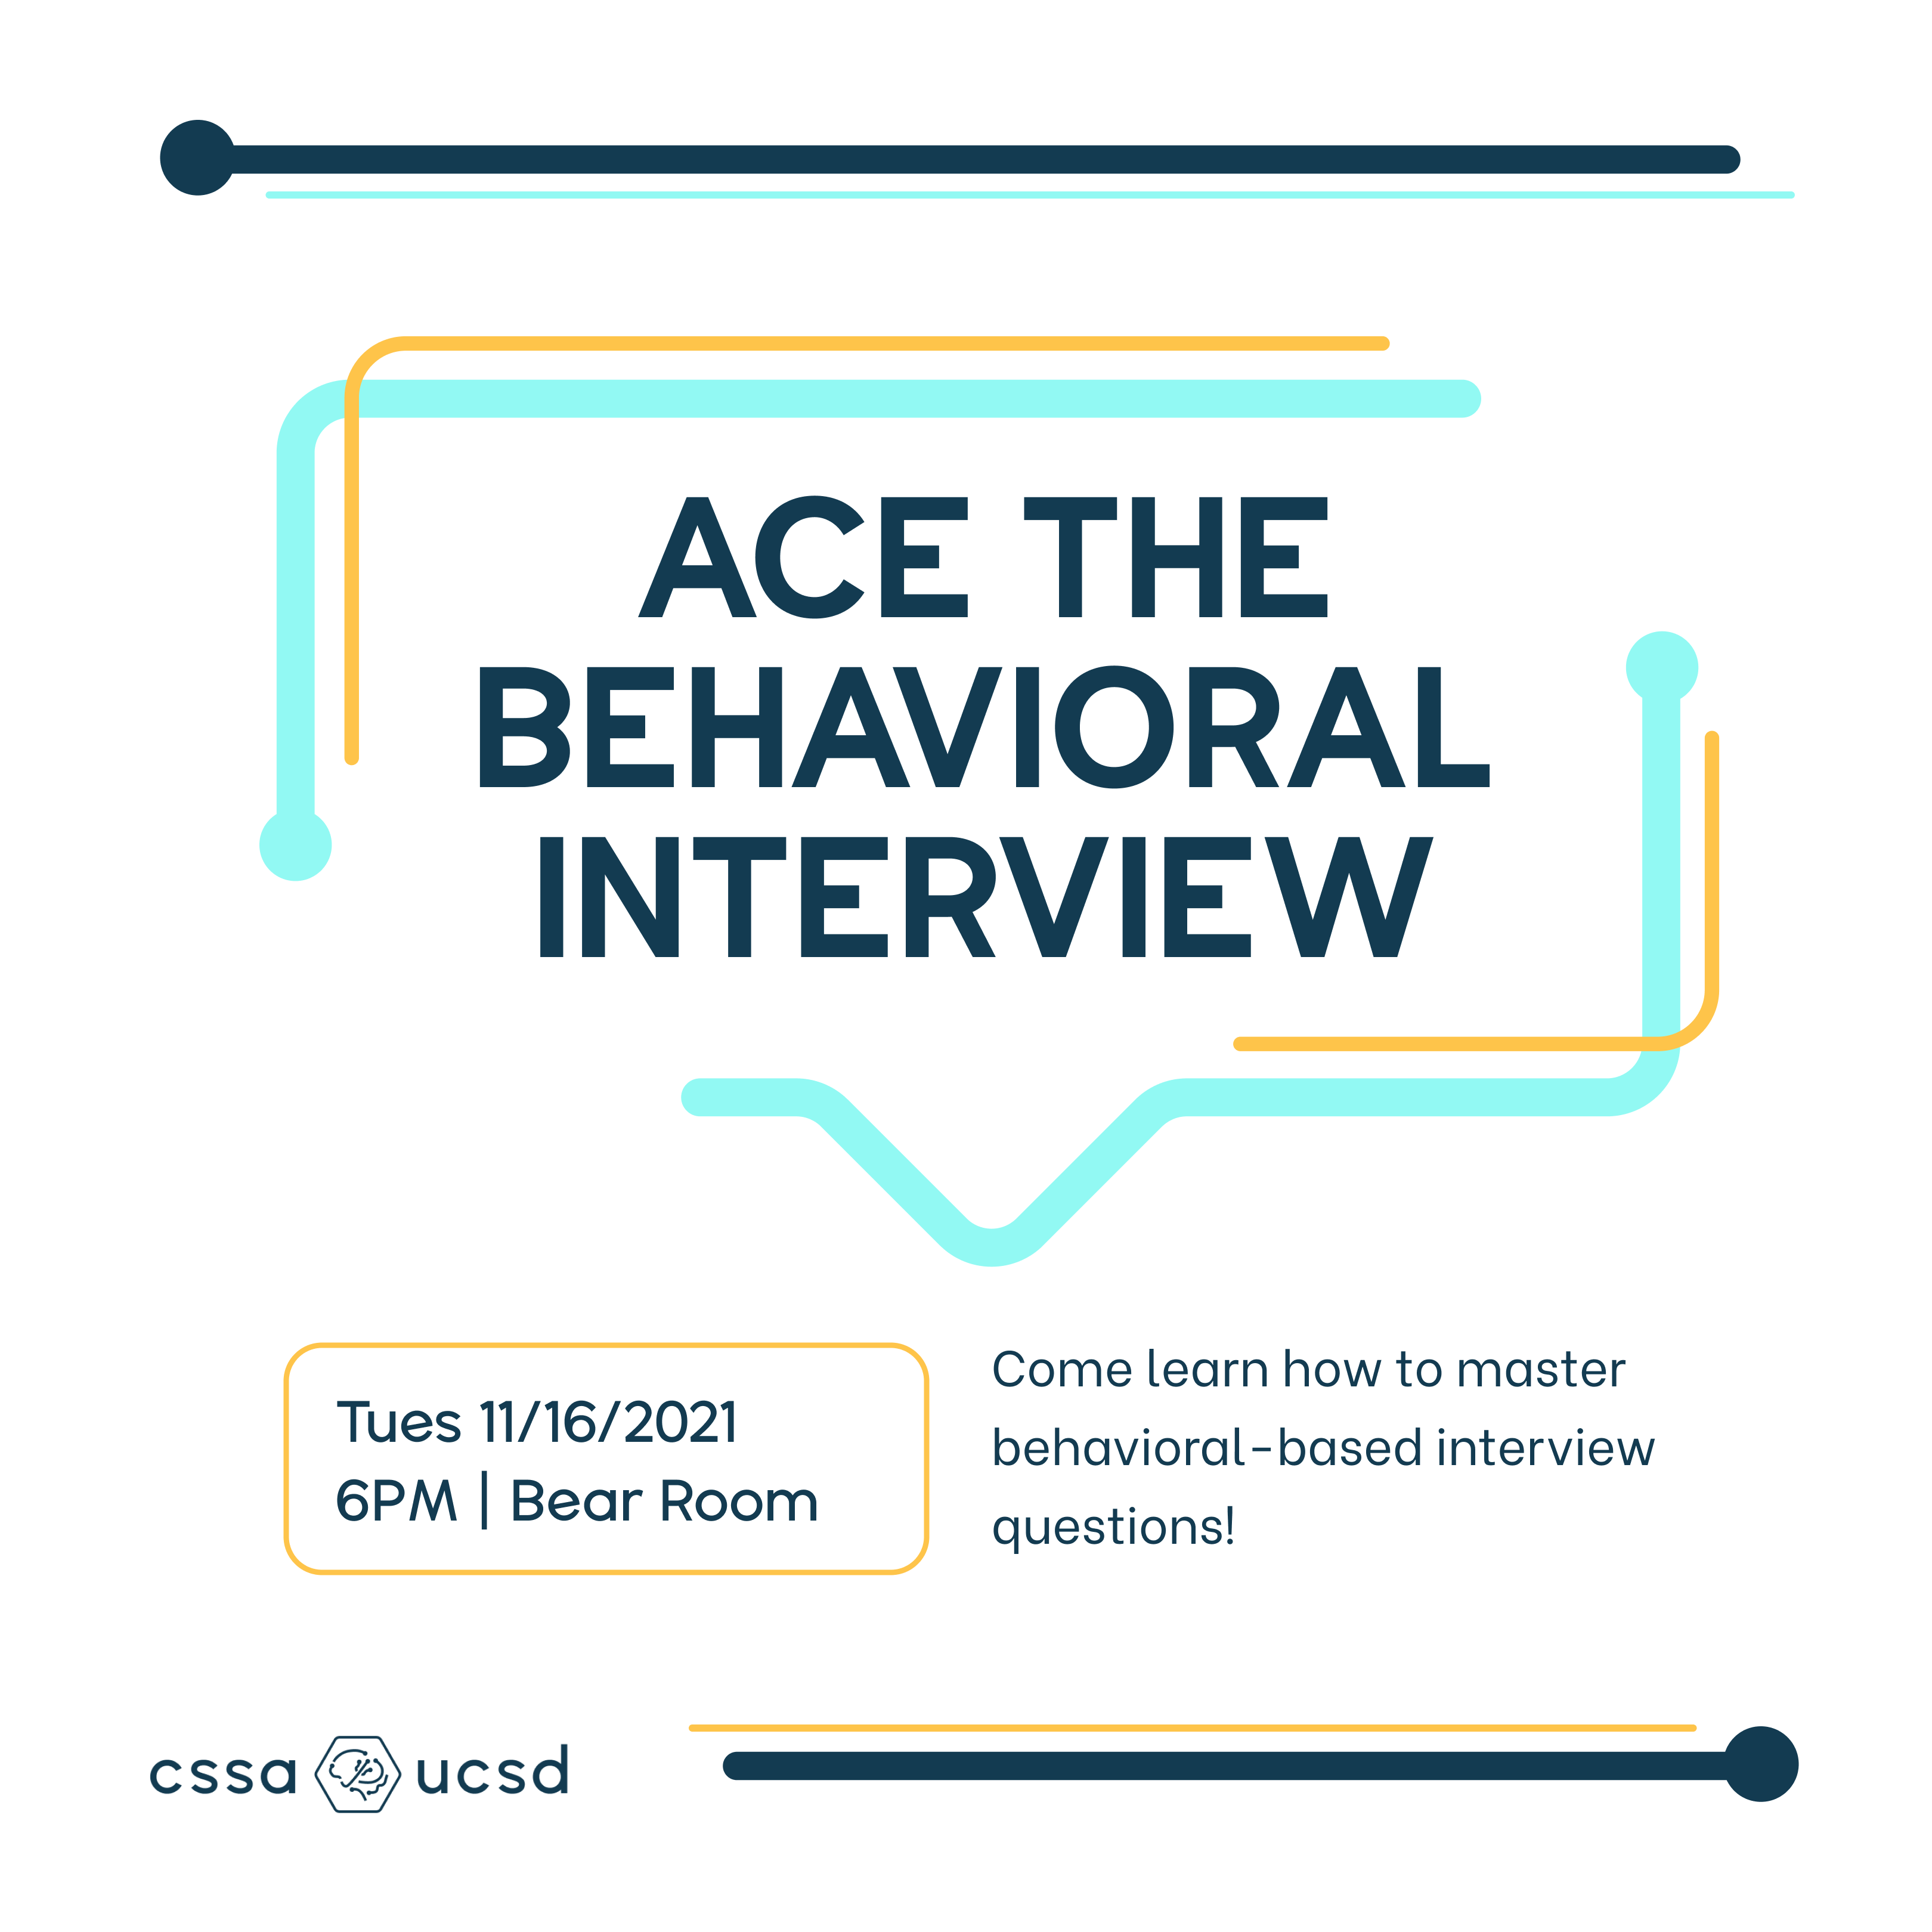 ACE THE
BEHAVIORAL
INTERVIEW
Tues 11/16/2021
6PM | Bear Room
Come learn how to master
behavioral-based interview
questions!
cssa ucsd